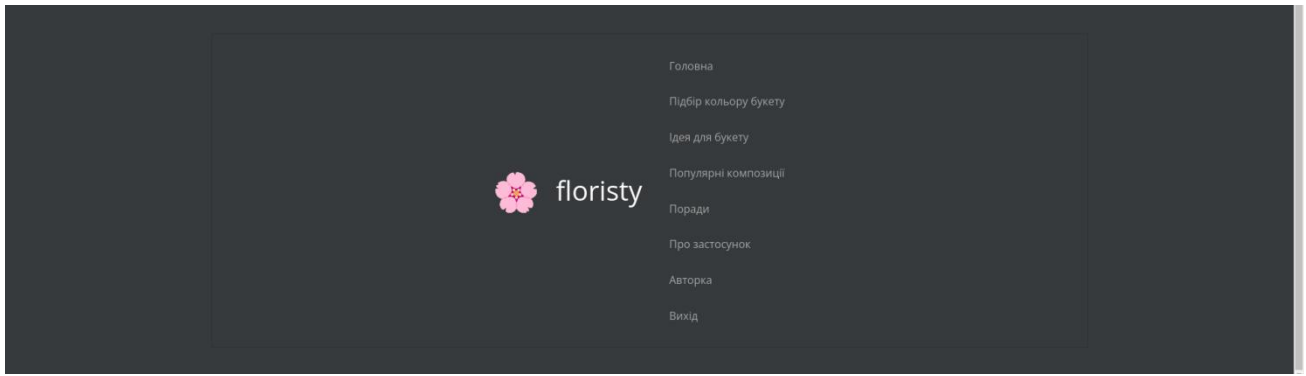 floristy
Головна
Підбір кольору букету
Ідея для букету
Популярні композиції
Поради
Про застосунок
Авторка
Вихід